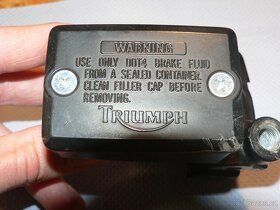 WARNING
USE ONLY DOT4 BRAKE FLUID
FROM A SEALED CONTAINER.
CLEAN FILLER CAP BEFORE
REMOVING.
TRIUMPH